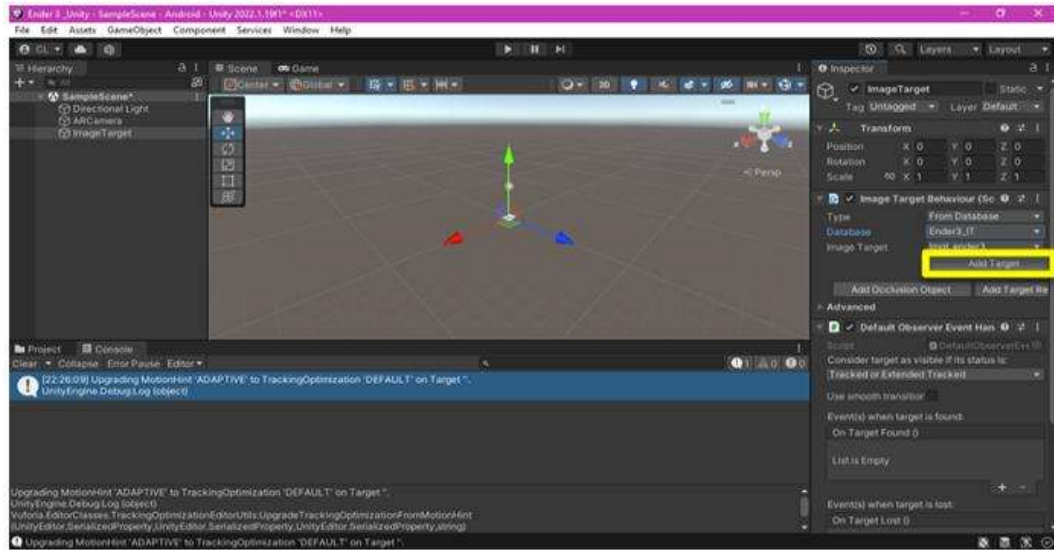 Ender 3 _Unity - SampleScene - Android - Unity 2022.1.19f1* <DX11>
File Edit Assets GameObject Component Services Window Help
CL
Layers Layout
Hierarchy
Scene Game
Inspector
All
Center Global
2D
SampleScene*
Directional Light
ARCamera
ImageTarget
Persp
ImageTarget Static
Tag Untagged Layer Default
Transform
Position X 0 Y 0 Z 0
Rotation X 0 Y 0 Z 0
Scale X 1 Y 1 Z 1
Image Target Behaviour (Sc
Type From Database
Database Ender3_IT
Image Target
Add Target
Add Occlusion Object Add Target Re
Advanced
Default Observer Event Han
Script
Consider target as visible if its status is:
Tracked or Extended Tracked
Use smooth transition
Event(s) when target is found:
On Target Found ()
List is Empty
Event(s) when target is lost:
On Target Lost ()
Project Console
Clear Collapse Error Pause Editor
1 0 0
[22:26:09] Upgrading MotionHint 'ADAPTIVE' to TrackingOptimization 'DEFAULT' on Target ''.
UnityEngine.Debug:Log (object)
Upgrading MotionHint 'ADAPTIVE' to TrackingOptimization 'DEFAULT' on Target ''.
UnityEngine.Debug:Log (object)
Vuforia.EditorClasses.TrackingOptimizationEditorUtils:UpgradeTrackingOptimizationFromMotionHint
(UnityEditor.SerializedProperty,UnityEditor.SerializedProperty,UnityEditor.SerializedProperty,string)
Upgrading MotionHint 'ADAPTIVE' to TrackingOptimization 'DEFAULT' on Target ''.